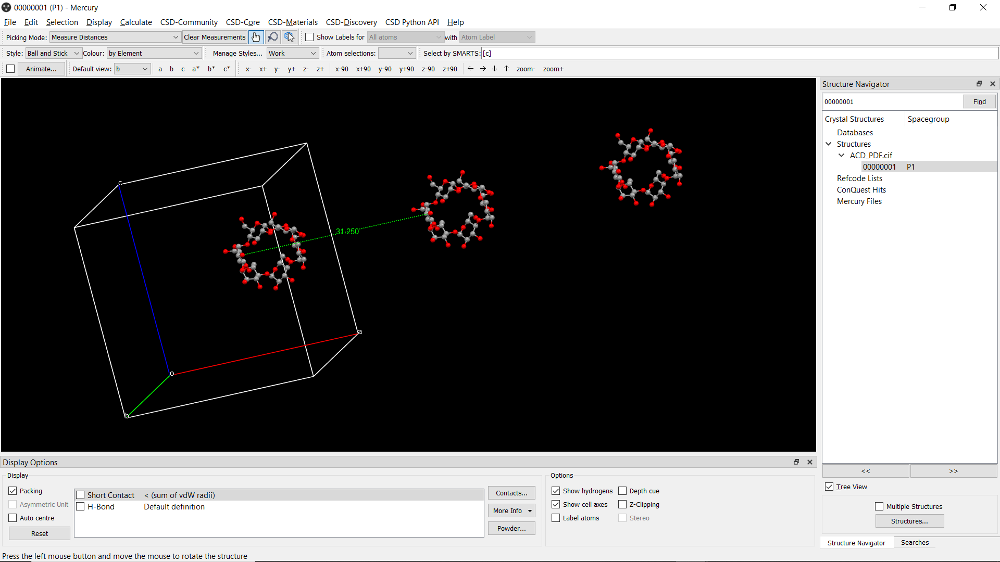 00000001 (P1) - Mercury
File Edit Selection Display Calculate CSD-Community CSD-Core CSD-Materials CSD-Discovery CSD Python API Help
Picking Mode: Measure Distances Clear Measurements Show Labels for All atoms with Atom Label
Style: Ball and Stick Colour: by Element Manage Styles... Work Atom selections: Select by SMARTS: [c]
Animate... Default view: b a b c a* b* c* x- x+ y- y+ z- z+ x-90 x+90 y-90 y+90 z-90 z+90 ← → ↓ ↑ zoom- zoom+
c
31.250
a
o
b
Structure Navigator
00000001 Find
Crystal Structures Spacegroup
Databases
Structures
ACD_PDF.cif
00000001 P1
Refcode Lists
ConQuest Hits
Mercury Files
<< >>
Tree View
Multiple Structures
Structures...
Structure Navigator Searches
Display Options
Display
Packing
Asymmetric Unit
Auto centre
Reset
Short Contact < (sum of vdW radii)
H-Bond Default definition
Contacts...
More Info
Powder...
Options
Show hydrogens Depth cue
Show cell axes Z-Clipping
Label atoms Stereo
Press the left mouse button and move the mouse to rotate the structure